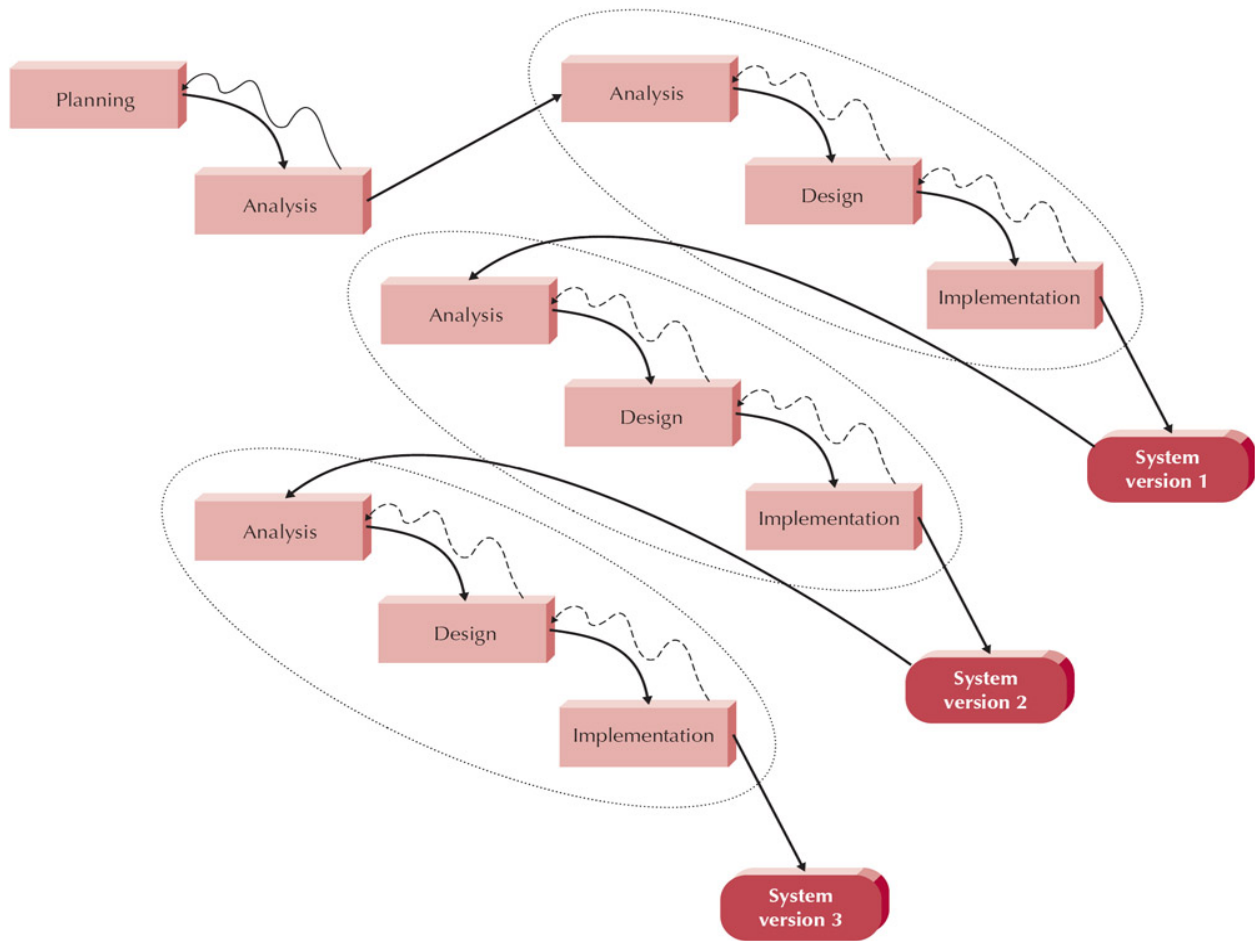 Planning
Analysis
Analysis
Design
Implementation
System
version 1
Analysis
Design
Implementation
System
version 2
Analysis
Design
Implementation
System
version 3